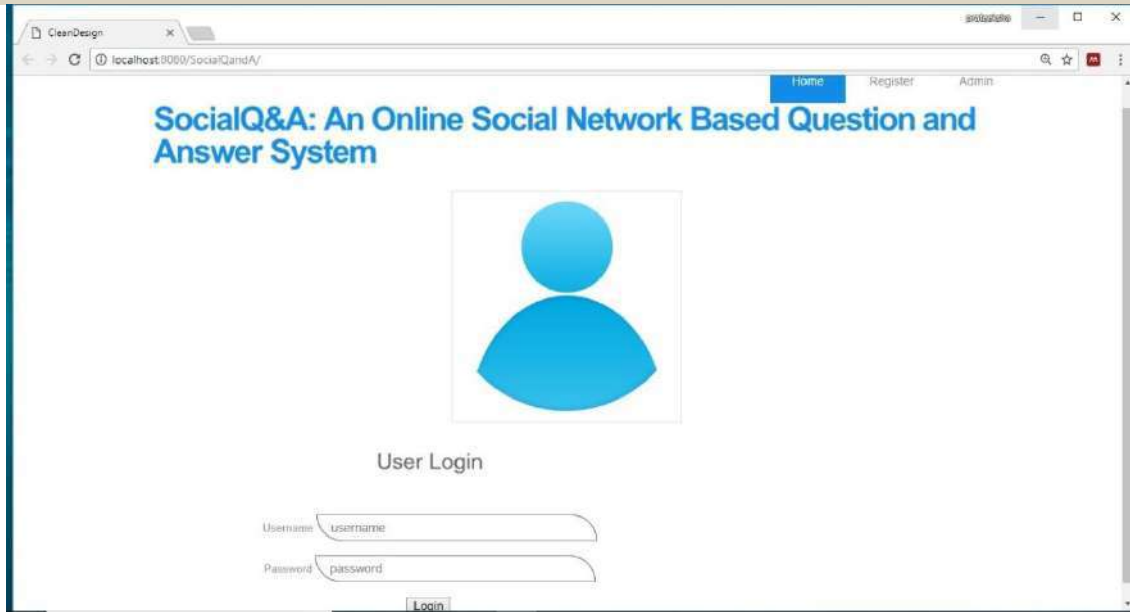 CleanDesign
localhost:8080/SocialQandA/
Home Register Admin
SocialQ&A: An Online Social Network Based Question and
Answer System
User Login
Username username
Password password
Login